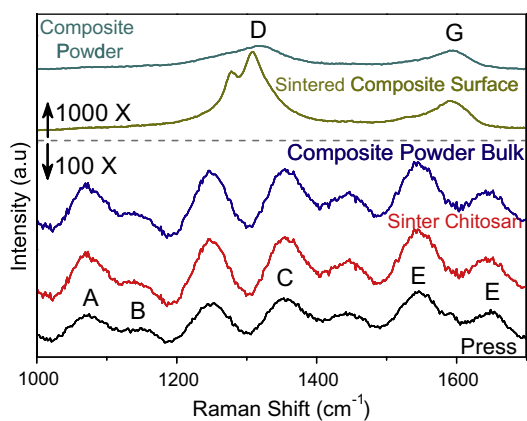 Composite
Powder
D
G
Sintered Composite Surface
1000 X
100 X
Composite Powder Bulk
Sinter Chitosan
A
B
C
E
E
Press
Intensity (a.u)
1000
1200
1400
1600
Raman Shift (cm⁻¹)